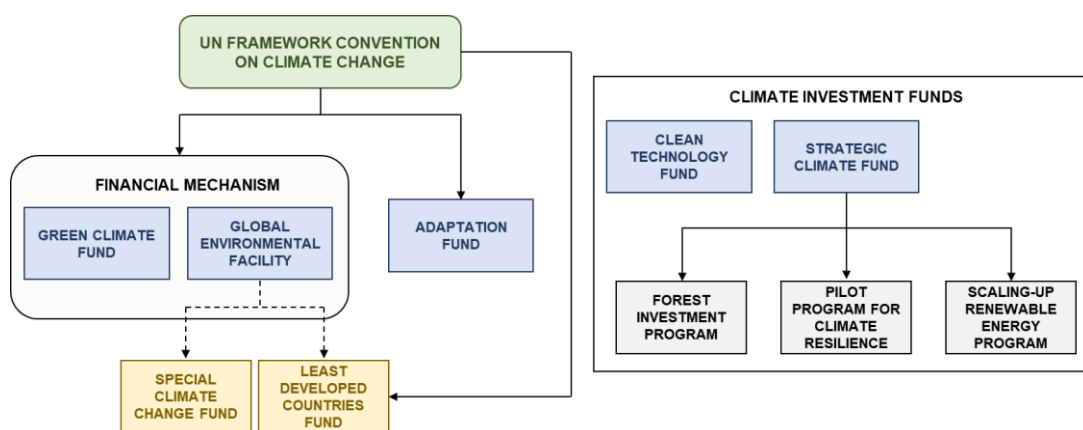 UN FRAMEWORK CONVENTION
ON CLIMATE CHANGE
FINANCIAL MECHANISM
GREEN CLIMATE
FUND
GLOBAL
ENVIRONMENTAL
FACILITY
ADAPTATION
FUND
SPECIAL
CLIMATE
CHANGE FUND
LEAST
DEVELOPED
COUNTRIES
FUND
CLIMATE INVESTMENT FUNDS
CLEAN
TECHNOLOGY
FUND
STRATEGIC
CLIMATE FUND
FOREST
INVESTMENT
PROGRAM
PILOT
PROGRAM FOR
CLIMATE
RESILIENCE
SCALING-UP
RENEWABLE
ENERGY PROGRAM